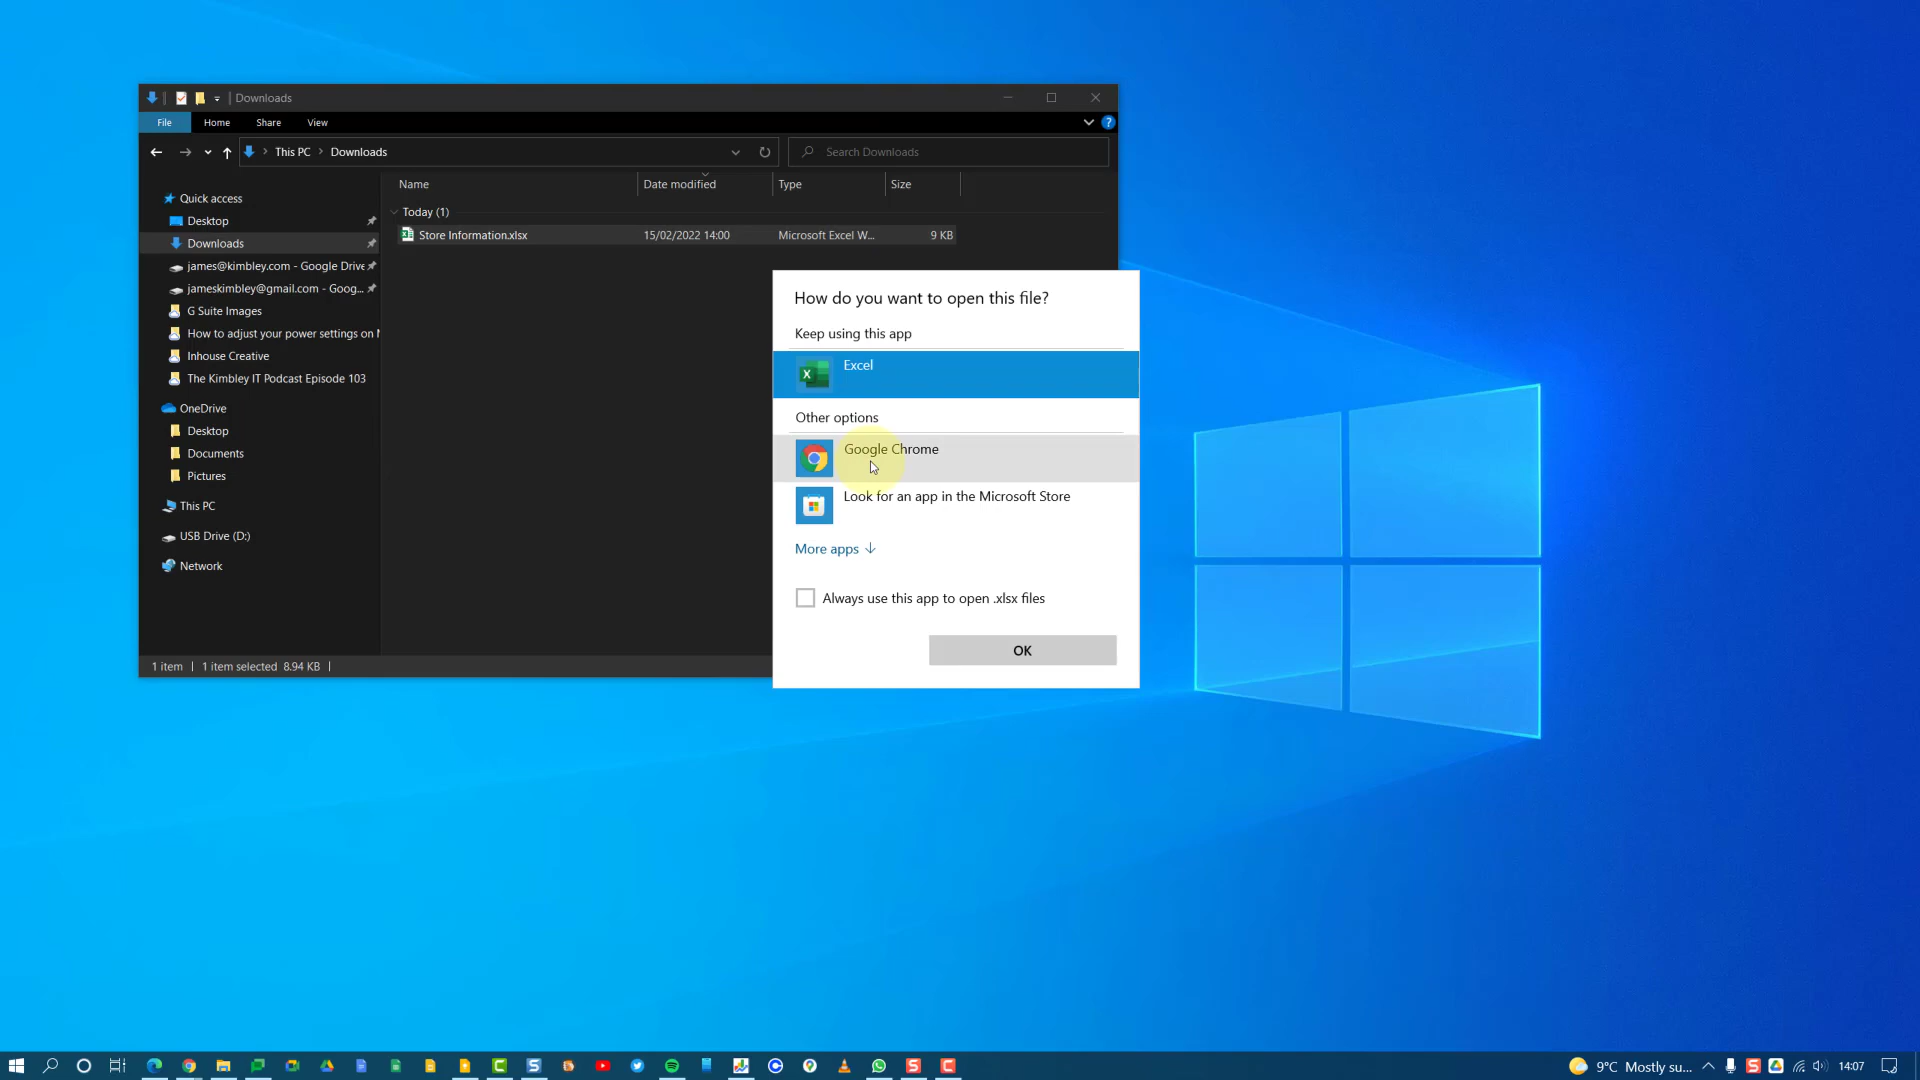 Downloads
File Home Share View
This PC Downloads
Search Downloads
Quick access
Desktop
Downloads
james@kimbley.com - Google Drive
jameskimbley@gmail.com - Goog...
G Suite Images
How to adjust your power settings on
Inhouse Creative
The Kimbley IT Podcast Episode 103
OneDrive
Desktop
Documents
Pictures
This PC
USB Drive (D:)
Network
Name Date modified Type Size
Today (1)
Store Information.xlsx 15/02/2022 14:00 Microsoft Excel W... 9 KB
1 item 1 item selected 8.94 KB
How do you want to open this file?
Keep using this app
Excel
Other options
Google Chrome
Look for an app in the Microsoft Store
More apps
Always use this app to open .xlsx files
OK
9°C Mostly su... 14:07